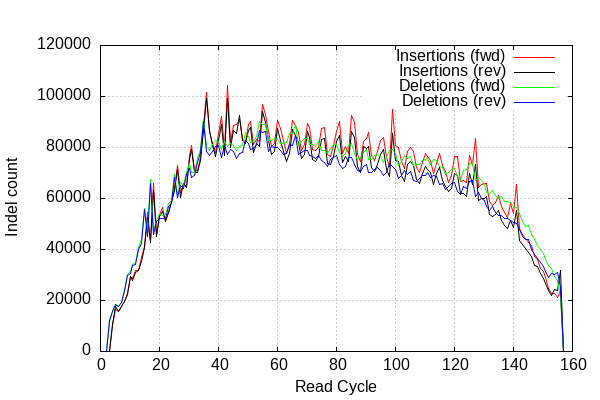 120000
100000
80000
60000
40000
20000
0
Indel count
Insertions (fwd)
Insertions (rev)
Deletions (fwd)
Deletions (rev)
0 20 40 60 80 100 120 140 160
Read Cycle